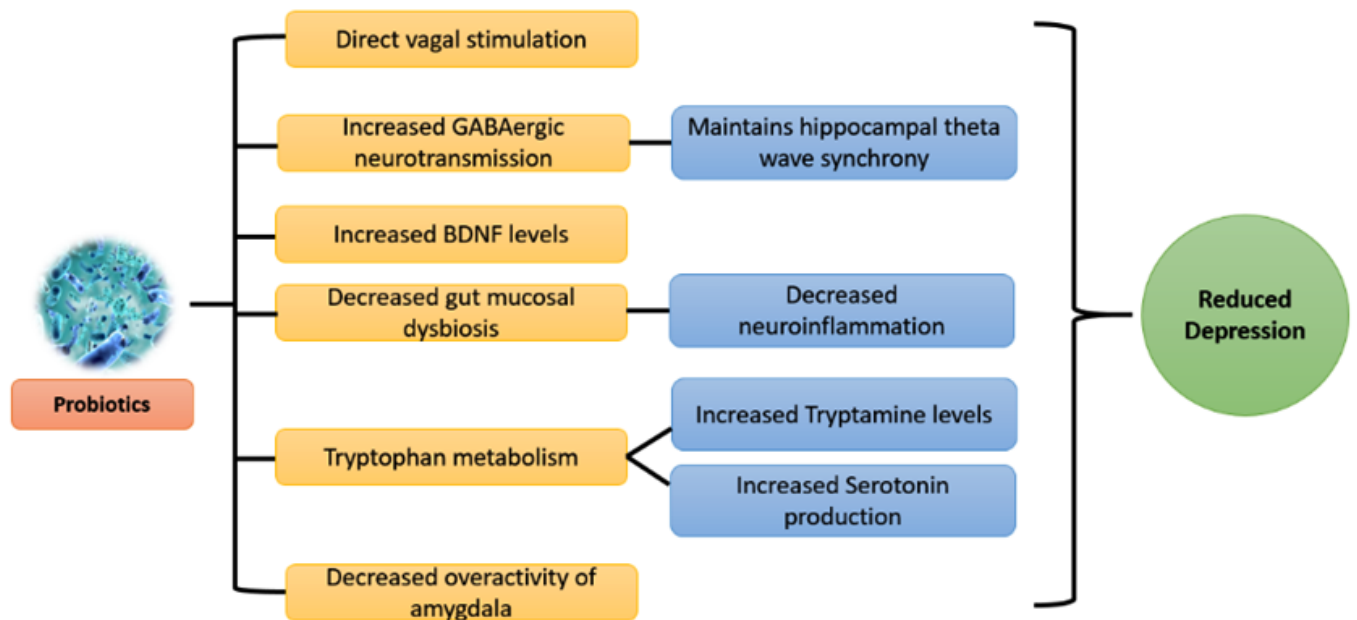 Direct vagal stimulation
Increased GABAergic
neurotransmission
Maintains hippocampal theta
wave synchrony
Increased BDNF levels
Decreased gut mucosal
dysbiosis
Decreased
neuroinflammation
Probiotics
Tryptophan metabolism
Increased Tryptamine levels
Increased Serotonin
production
Decreased overactivity of
amygdala
Reduced
Depression